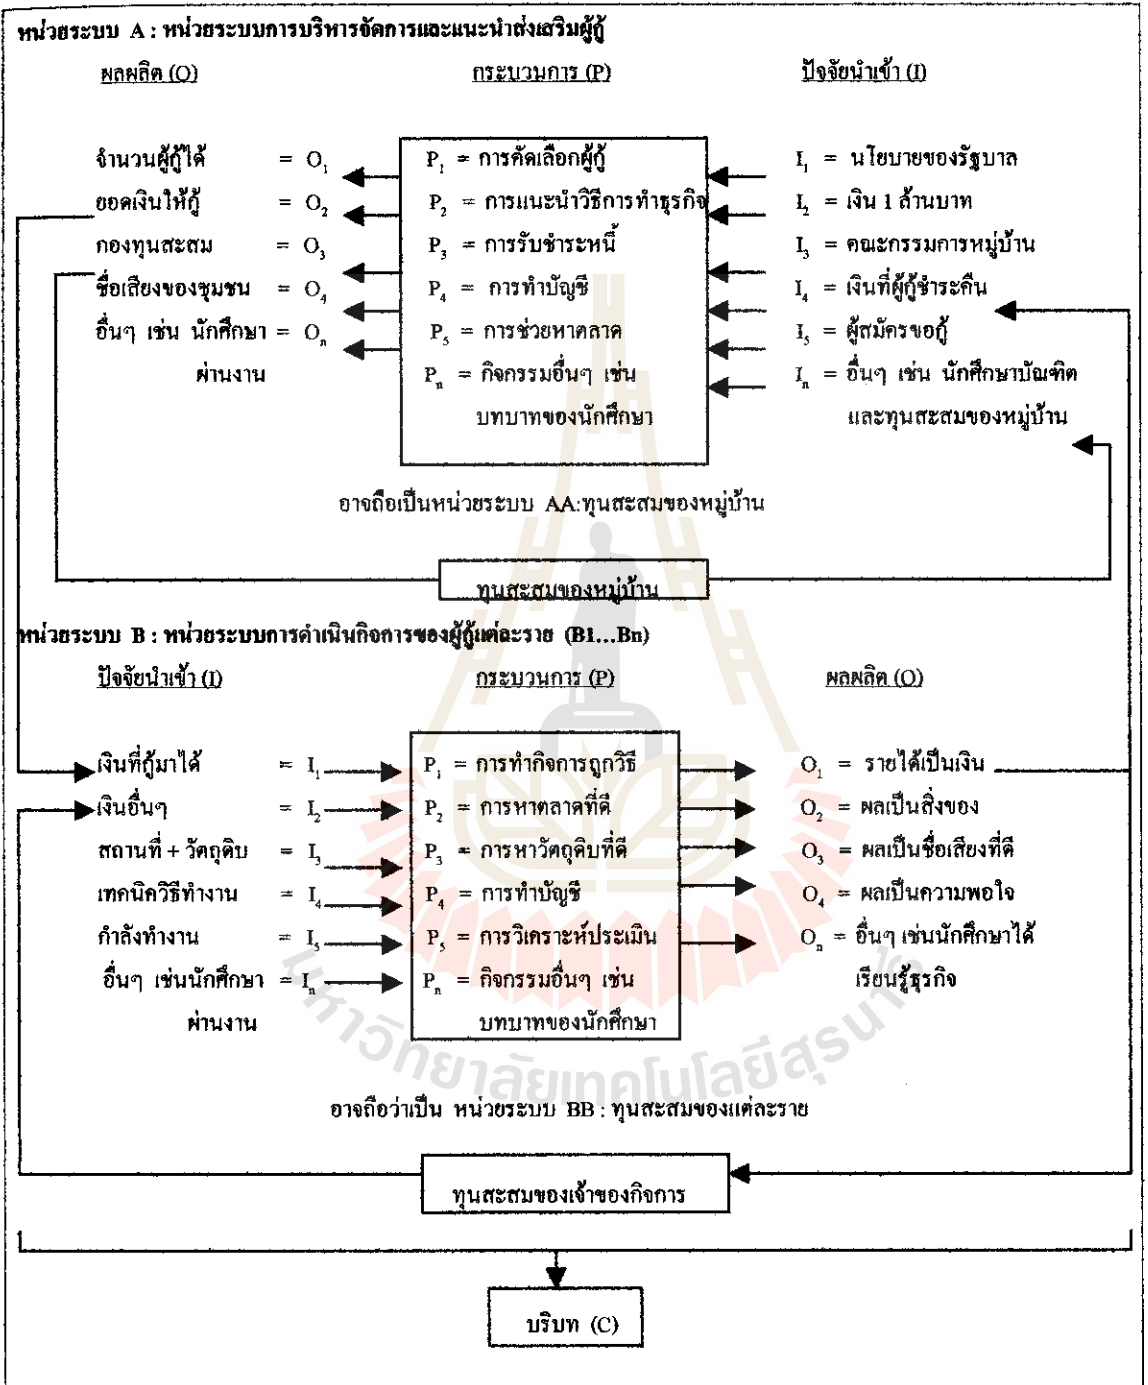 หน่วยระบบ A : หน่วยระบบการบริหารจัดการและแนะนำส่งเสริมผู้กู้
ผลผลิต (O) กระบวนการ (P) ปัจจัยนำเข้า (I)
จำนวนผู้กู้ได้ = O₁ P₁ = การคัดเลือกผู้กู้ I₁ = นโยบายของรัฐบาล
ยอดเงินให้กู้ = O₂ P₂ = การแนะนำวิธีการทำธุรกิจ I₂ = เงิน 1 ล้านบาท
กองทุนสะสม = O₃ P₃ = การรับชำระหนี้ I₃ = คณะกรรมการหมู่บ้าน
ชื่อเสียงของชุมชน = O₄ P₄ = การทำบัญชี I₄ = เงินที่ผู้กู้ชำระคืน
อื่นๆ เช่น นักศึกษา = Oₙ P₅ = การช่วยหาตลาด I₅ = ผู้สมัครขอกู้
ผ่านงาน Pₙ = กิจกรรมอื่นๆ เช่น Iₙ = อื่นๆ เช่น นักศึกษาบัณฑิต
บทบาทของนักศึกษา และทุนสะสมของหมู่บ้าน
อาจถือเป็นหน่วยระบบ AA:ทุนสะสมของหมู่บ้าน
ทุนสะสมของหมู่บ้าน
หน่วยระบบ B : หน่วยระบบการดำเนินกิจการของผู้กู้แต่ละราย (B1...Bn)
ปัจจัยนำเข้า (I) กระบวนการ (P) ผลผลิต (O)
เงินที่กู้มาได้ = I₁ P₁ = การทำกิจการถูกวิธี O₁ = รายได้เป็นเงิน
เงินอื่นๆ = I₂ P₂ = การหาตลาดที่ดี O₂ = ผลเป็นสิ่งของ
สถานที่ + วัตถุดิบ = I₃ P₃ = การหาวัตถุดิบที่ดี O₃ = ผลเป็นชื่อเสียงที่ดี
เทคนิควิธีทำงาน = I₄ P₄ = การทำบัญชี O₄ = ผลเป็นความพอใจ
กำลังทำงาน = I₅ P₅ = การวิเคราะห์ประเมิน Oₙ = อื่นๆ เช่นนักศึกษาได้
อื่นๆ เช่นนักศึกษา = Iₙ Pₙ = กิจกรรมอื่นๆ เช่น เรียนรู้ธุรกิจ
ผ่านงาน บทบาทของนักศึกษา
มหาวิทยาลัยเทคโนโลยีสุรนารี
อาจถือว่าเป็น หน่วยระบบ BB : ทุนสะสมของแต่ละราย
ทุนสะสมของเจ้าของกิจการ
บริบท (C)